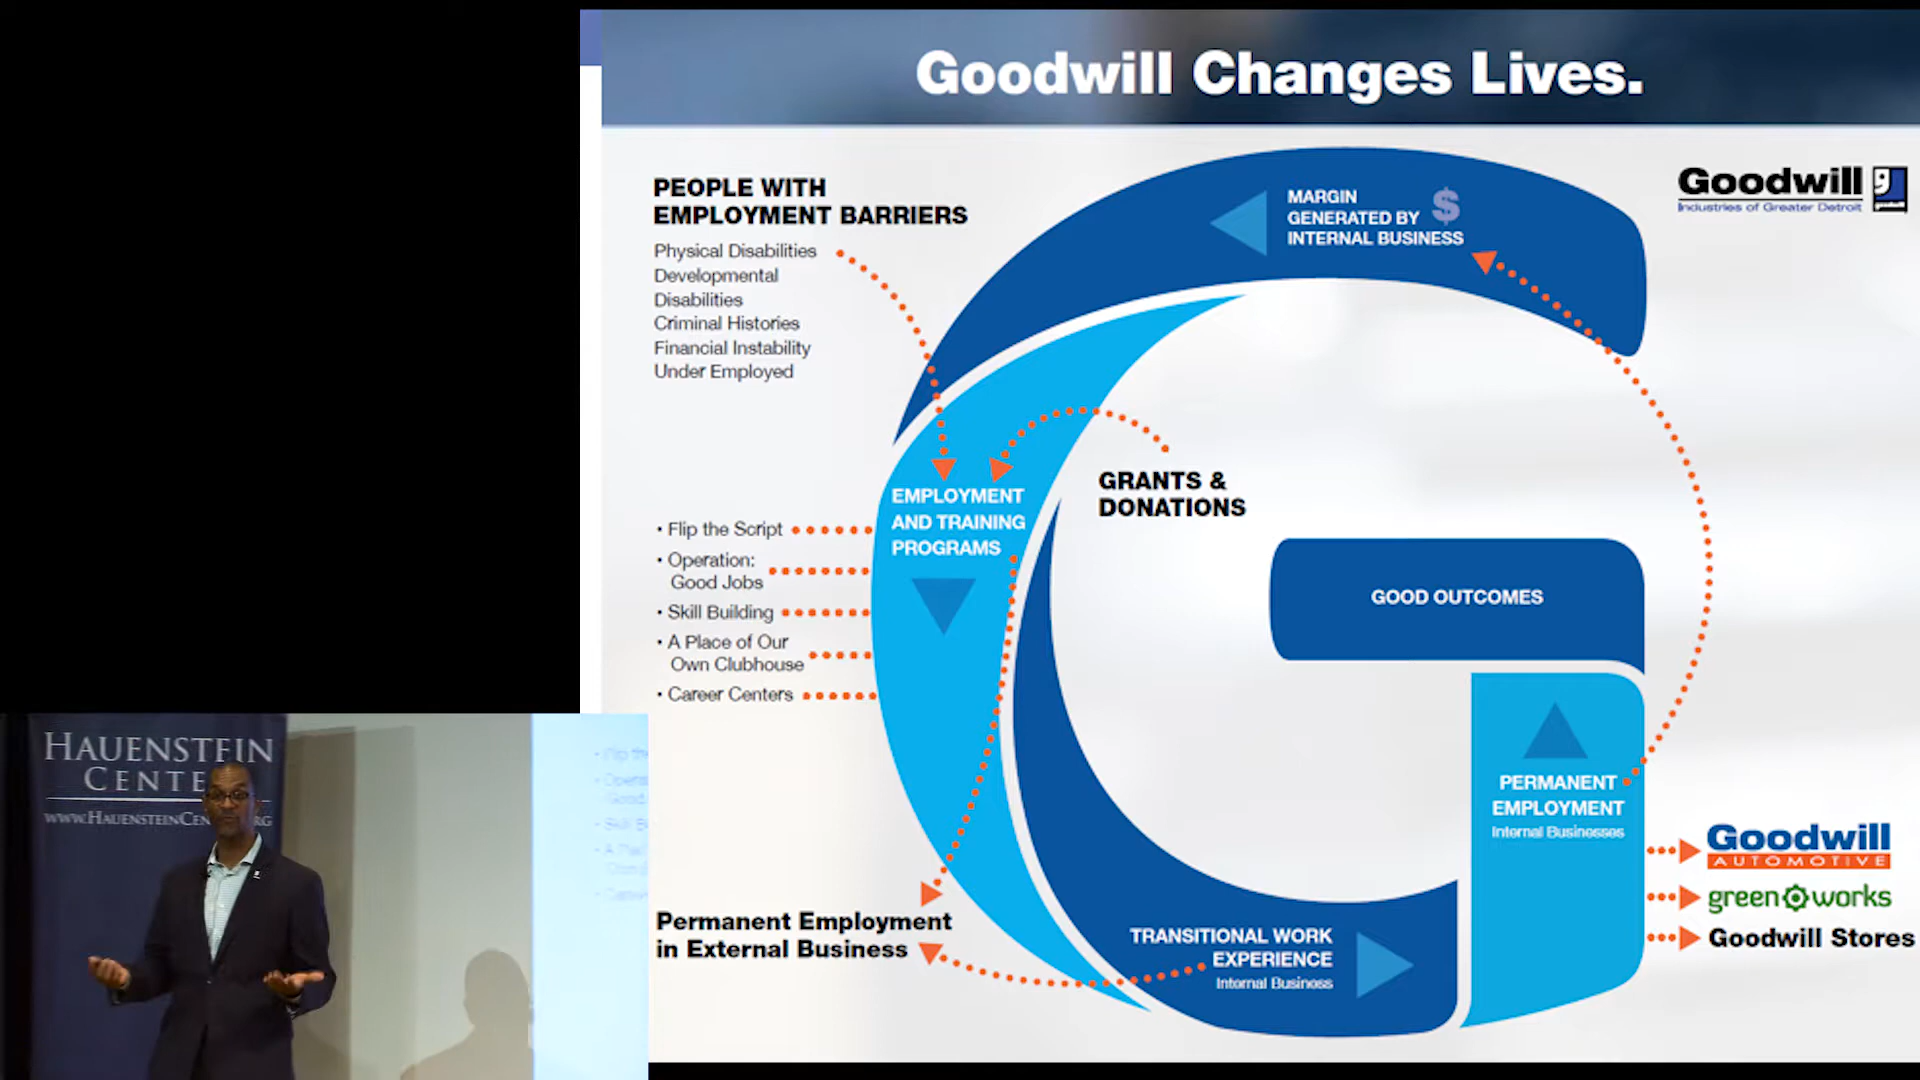 Goodwill Changes Lives.
PEOPLE WITH
EMPLOYMENT BARRIERS
Physical Disabilities
Developmental
Disabilities
Criminal Histories
Financial Instability
Under Employed
MARGIN
GENERATED BY $
INTERNAL BUSINESS
Goodwill
Industries of Greater Detroit
GRANTS &
DONATIONS
EMPLOYMENT
AND TRAINING
PROGRAMS
• Flip the Script
• Operation:
Good Jobs
• Skill Building
• A Place of Our
Own Clubhouse
• Career Centers
GOOD OUTCOMES
PERMANENT
EMPLOYMENT
Internal Businesses
Goodwill
AUTOMOTIVE
green works
Goodwill Stores
Permanent Employment
in External Business
TRANSITIONAL WORK
EXPERIENCE
Internal Business
HAUENSTEIN